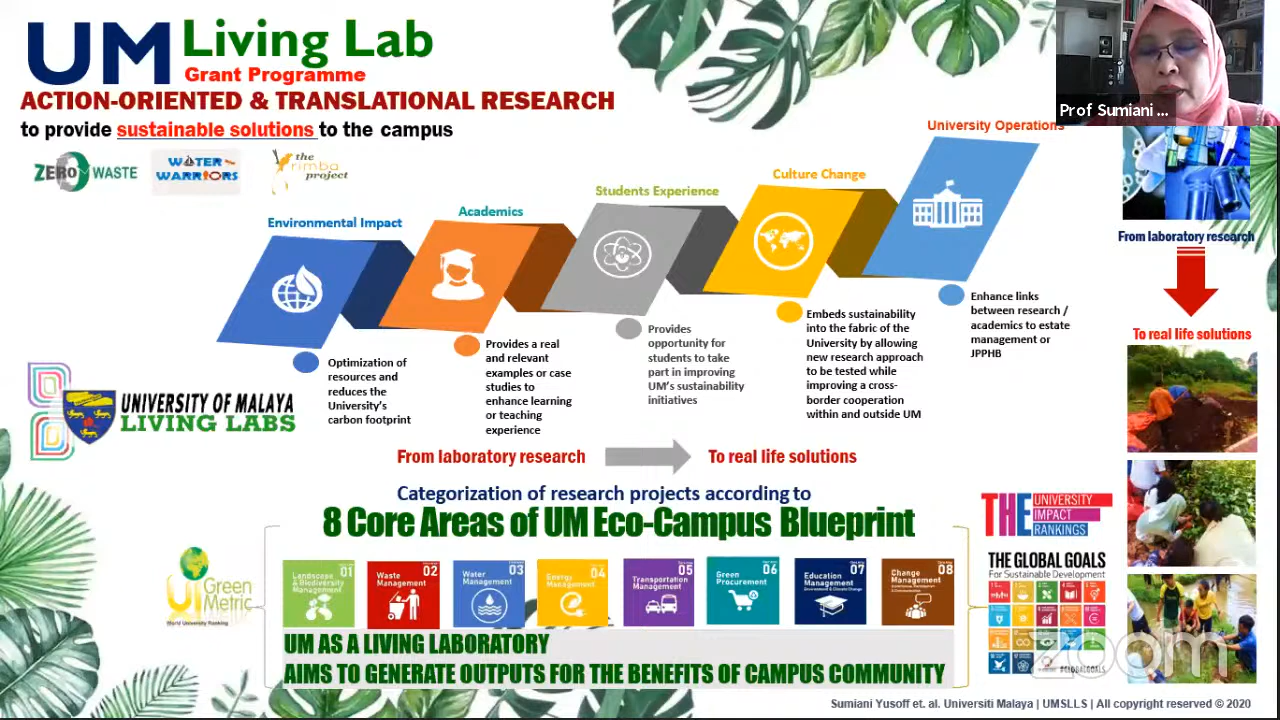 UM Living Lab
Grant Programme
ACTION-ORIENTED & TRANSLATIONAL RESEARCH
to provide sustainable solutions to the campus
ZERO WASTE
WATER WARRIORS
the rimba project
Prof Sumiani ...
University Operations
Culture Change
Students Experience
Academics
Environmental Impact
From laboratory research
To real life solutions
Optimization of
resources and
reduces the
University's
carbon footprint
Provides a real
and relevant
examples or case
studies to
enhance learning
or teaching
experience
Provides
opportunity for
students to take
part in improving
UM's sustainability
initiatives
Embeds sustainability
into the fabric of the
University by allowing
new research approach
to be tested while
improving a cross-
border cooperation
within and outside UM
Enhance links
between research /
academics to estate
management or
JPPHB
UNIVERSITY OF MALAYA
LIVING LABS
From laboratory research
To real life solutions
Categorization of research projects according to
8 Core Areas of UM Eco-Campus Blueprint
UI Green
Metric
World University Ranking
Landscape & Biodiversity Management 01
Waste Management 02
Water Management 03
Energy Management 04
Transportation Management 05
Green Procurement 06
Education Management 07
Change Management 08
THE UNIVERSITY
IMPACT
RANKINGS
THE GLOBAL GOALS
For Sustainable Development
#GLOBALGOALS
UM AS A LIVING LABORATORY
AIMS TO GENERATE OUTPUTS FOR THE BENEFITS OF CAMPUS COMMUNITY
zoom
Sumiani Yusoff et. al. Universiti Malaya | UMSLLS | All copyright reserved © 2020